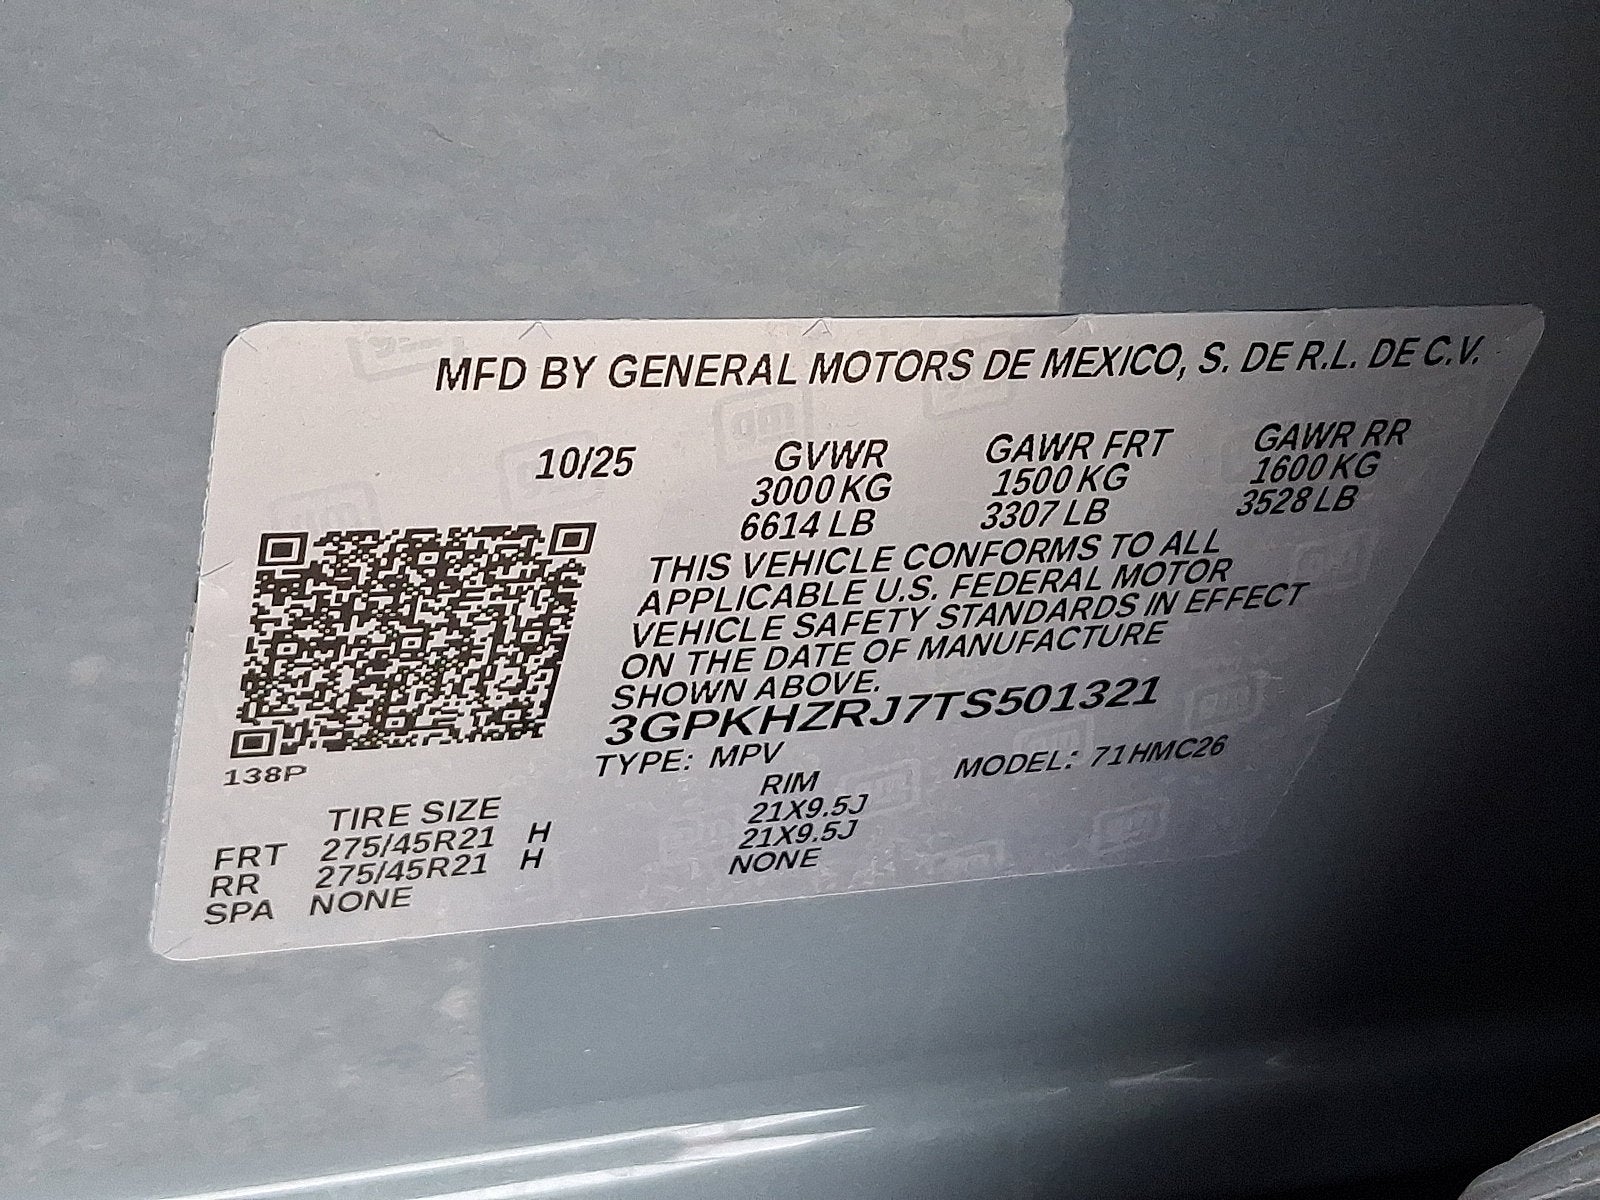 MFD BY GENERAL MOTORS DE MEXICO, S. DE R.L. DE C.V.
10/25 GVWR GAWR FRT GAWR RR
3000 KG 1500 KG 1600 KG
6614 LB 3307 LB 3528 LB
THIS VEHICLE CONFORMS TO ALL
APPLICABLE U.S. FEDERAL MOTOR
VEHICLE SAFETY STANDARDS IN EFFECT
ON THE DATE OF MANUFACTURE
SHOWN ABOVE.
3GPKHZRJ7TS501321
TYPE: MPV MODEL: 71HMC26
138P
TIRE SIZE RIM
FRT 275/45R21 H 21X9.5J
RR 275/45R21 H 21X9.5J
SPA NONE NONE